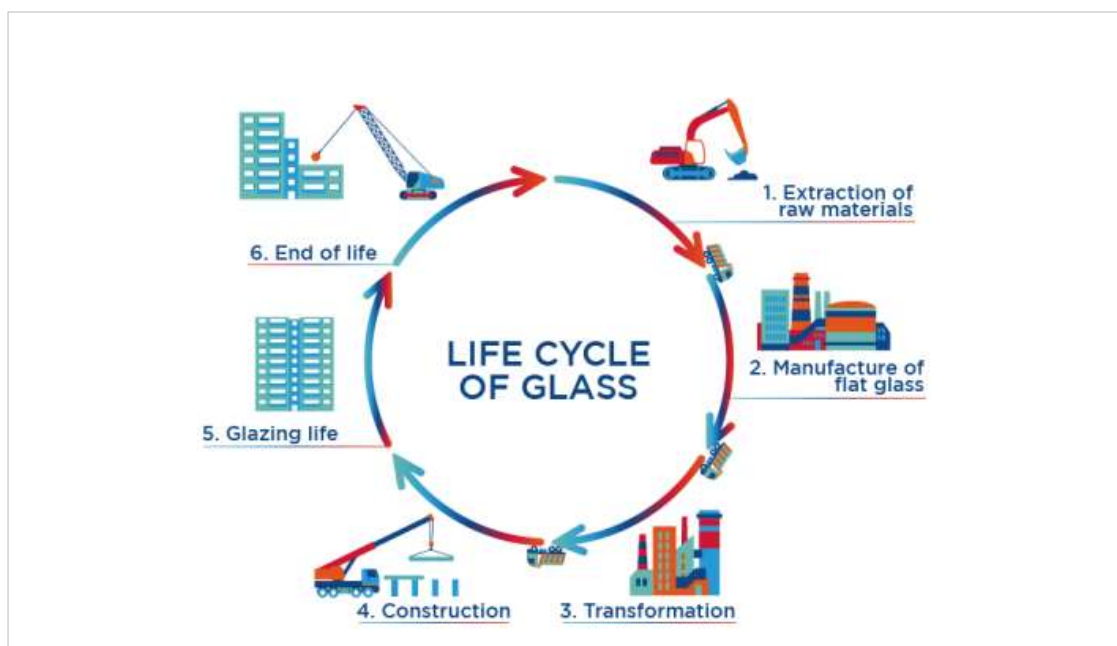 LIFE CYCLE
OF GLASS
1. Extraction of
raw materials
2. Manufacture of
flat glass
3. Transformation
4. Construction
5. Glazing life
6. End of life